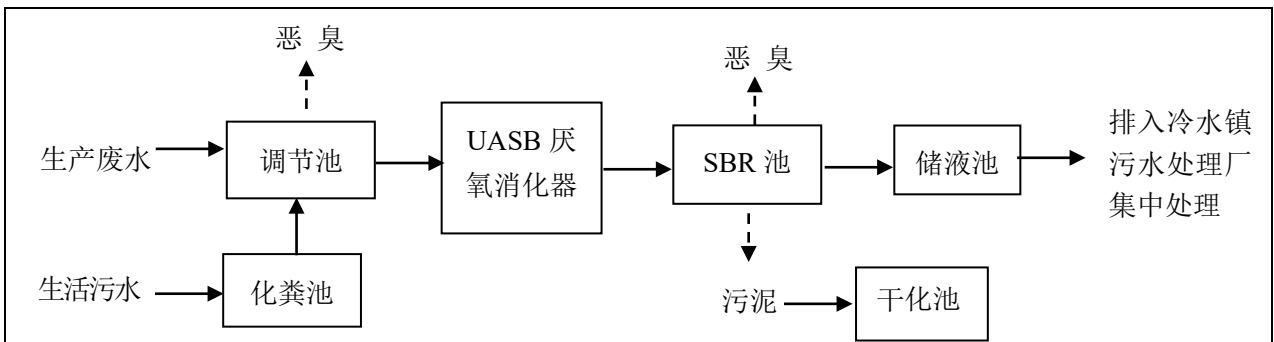 恶 臭
恶 臭
生产废水
调节池
UASB 厌
氧消化器
SBR 池
储液池
排入冷水镇
污水处理厂
集中处理
生活污水
化粪池
污泥
干化池